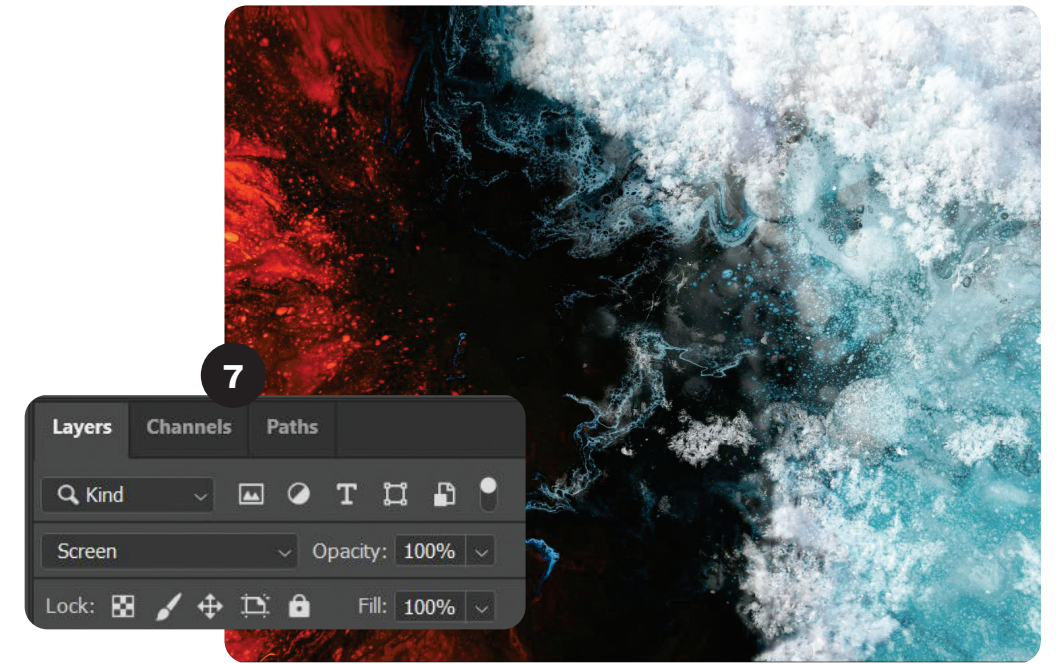 7
Layers Channels Paths
Kind
Screen Opacity: 100%
Lock: Fill: 100%